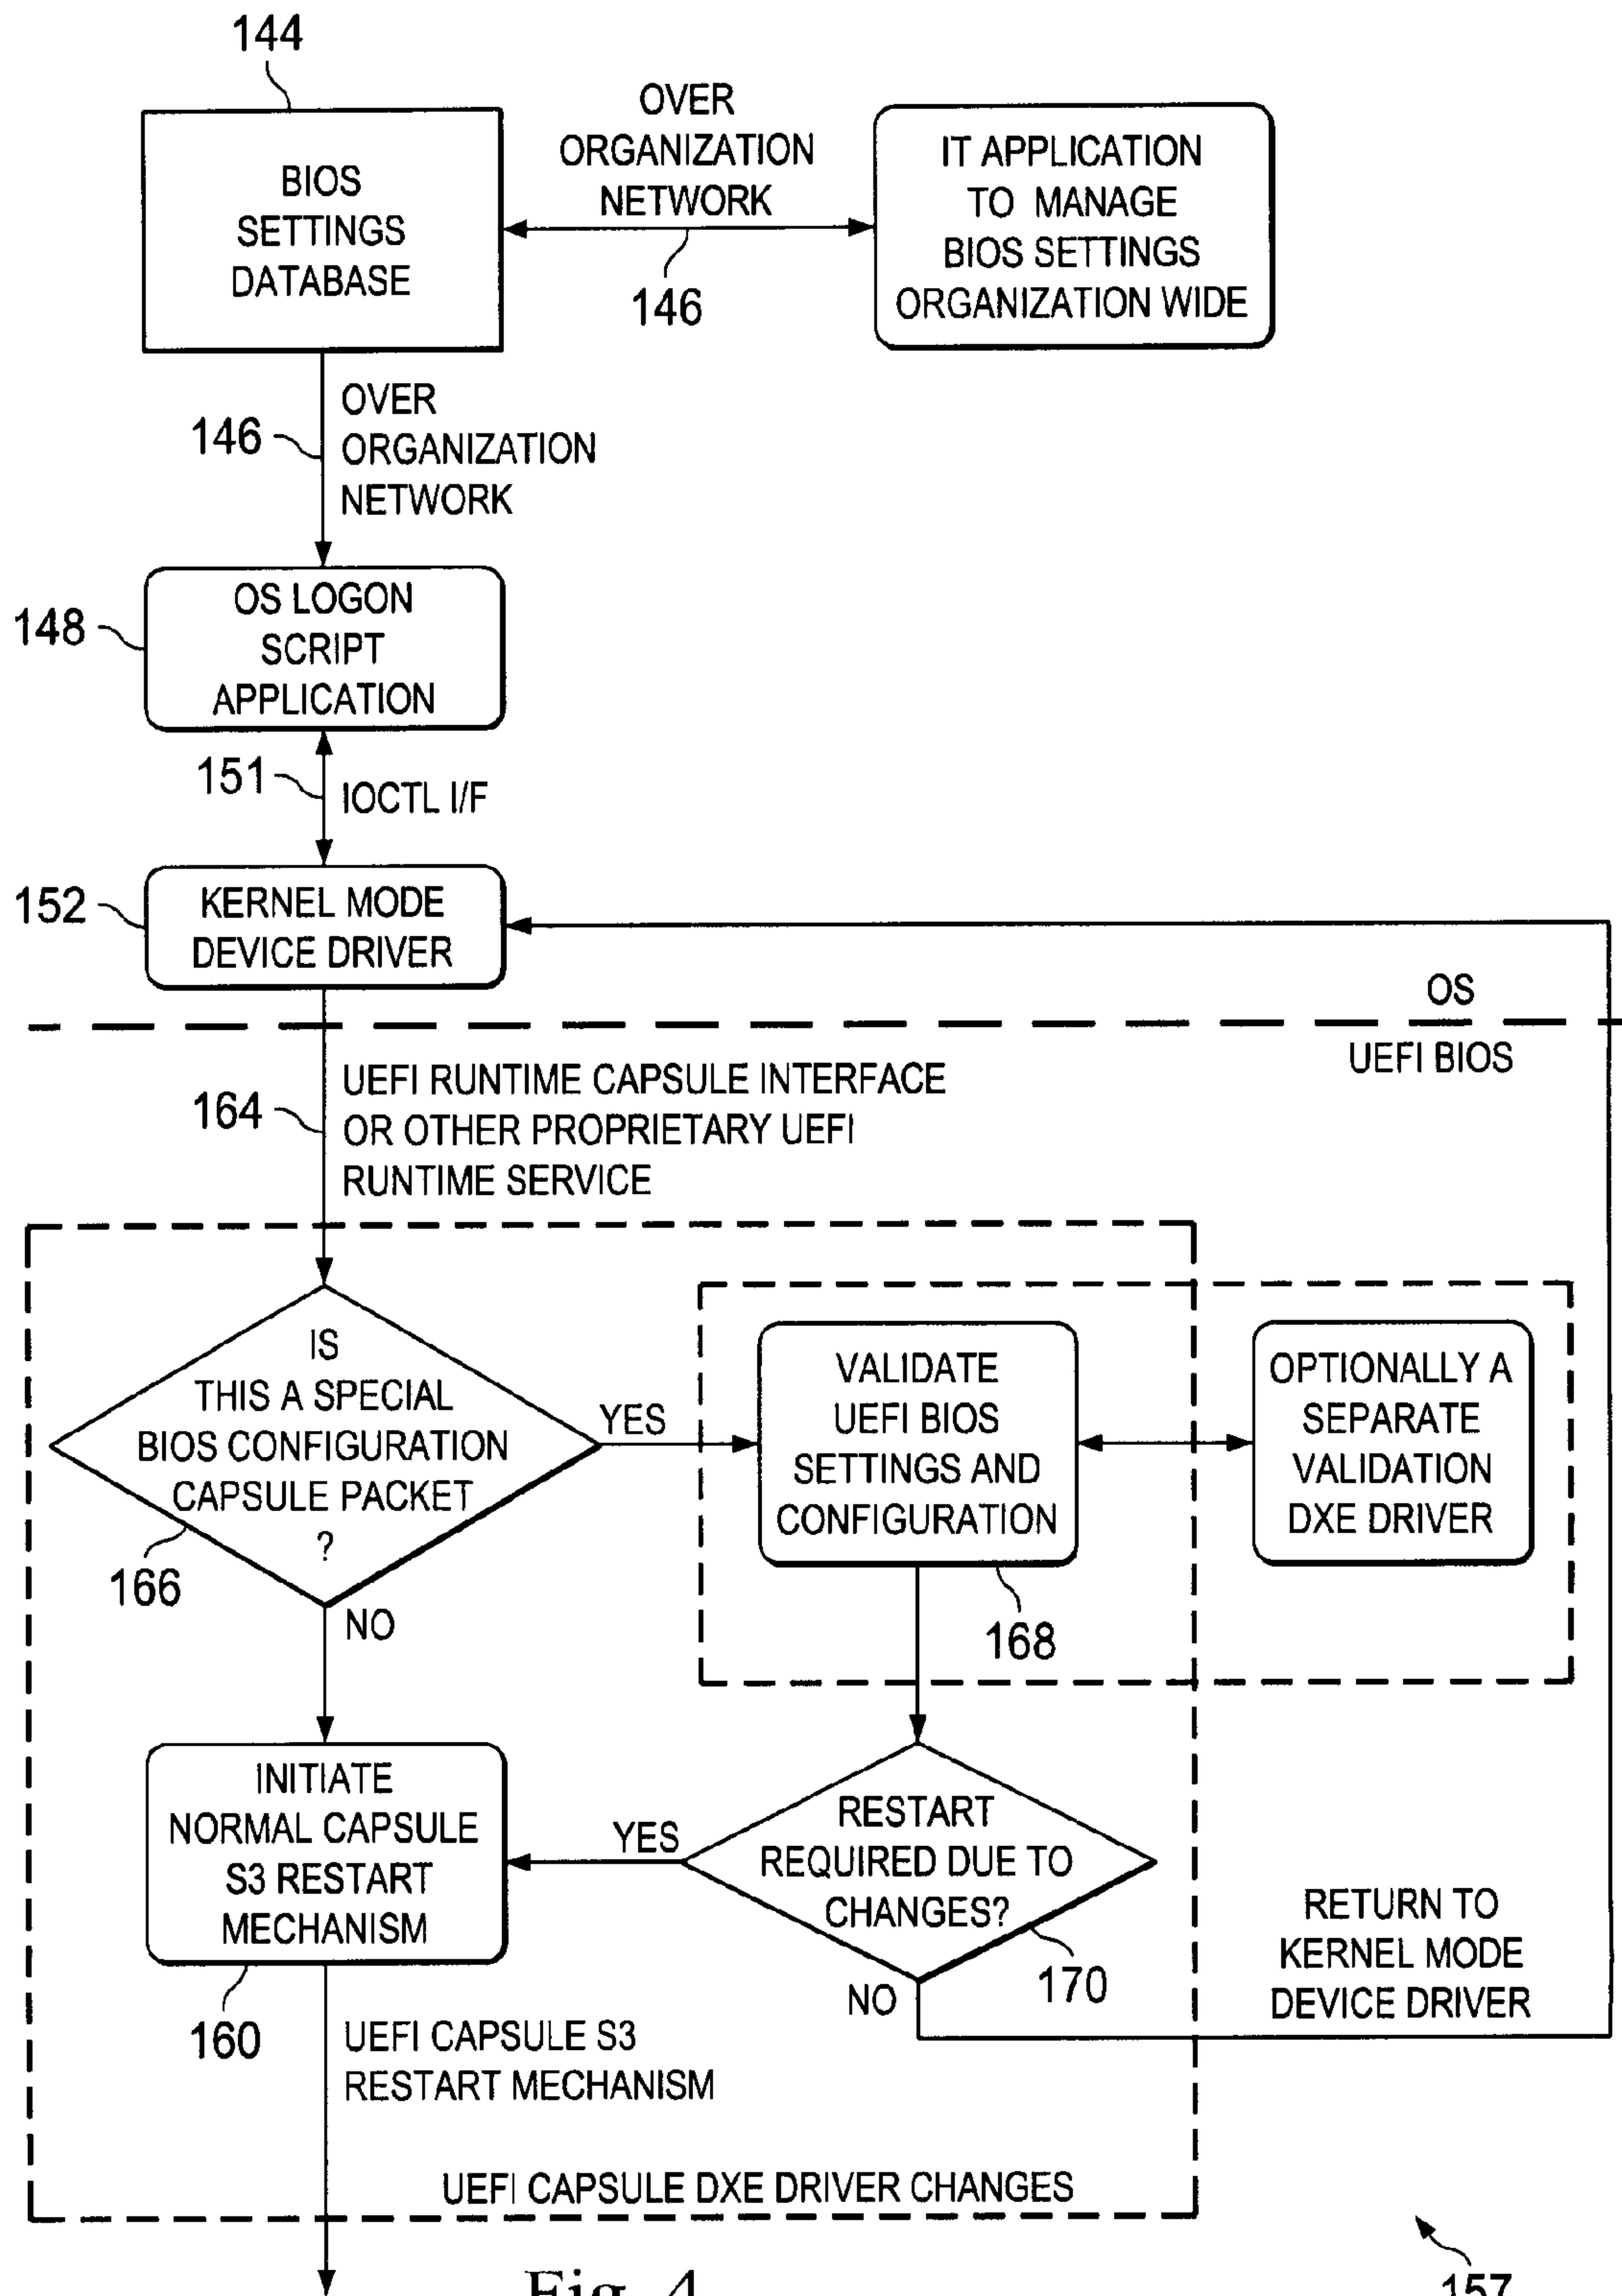 144
BIOS
SETTINGS
DATABASE
OVER
ORGANIZATION
NETWORK
146
IT APPLICATION
TO MANAGE
BIOS SETTINGS
ORGANIZATION WIDE
146
OVER
ORGANIZATION
NETWORK
148
OS LOGON
SCRIPT
APPLICATION
151
IOCTL I/F
152
KERNEL MODE
DEVICE DRIVER
OS
UEFI BIOS
164
UEFI RUNTIME CAPSULE INTERFACE
OR OTHER PROPRIETARY UEFI
RUNTIME SERVICE
IS
THIS A SPECIAL
BIOS CONFIGURATION
CAPSULE PACKET
?
166
YES
NO
VALIDATE
UEFI BIOS
SETTINGS AND
CONFIGURATION
168
OPTIONALLY A
SEPARATE
VALIDATION
DXE DRIVER
INITIATE
NORMAL CAPSULE
S3 RESTART
MECHANISM
160
YES
RESTART
REQUIRED DUE TO
CHANGES?
170
NO
RETURN TO
KERNEL MODE
DEVICE DRIVER
UEFI CAPSULE S3
RESTART MECHANISM
UEFI CAPSULE DXE DRIVER CHANGES
Fig. 4
157